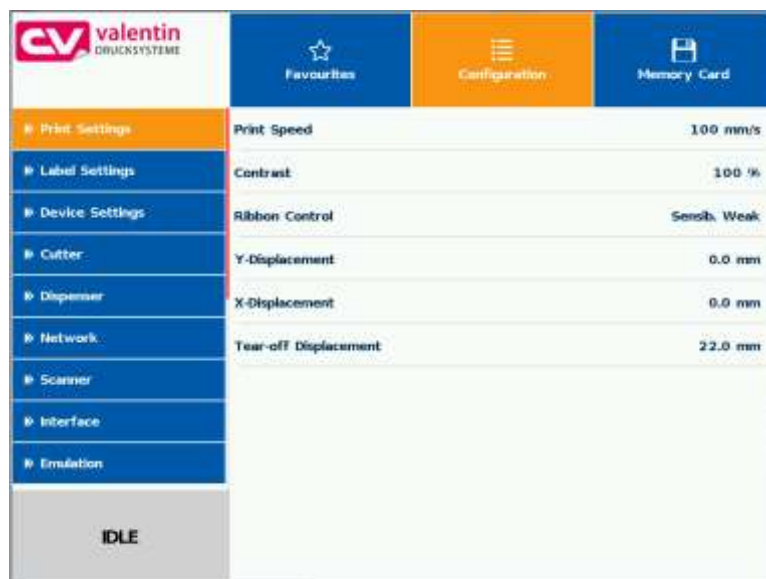 valentin
DRUCKSYSTEME
Favourites
Configuration
Memory Card
Print Settings
Print Speed 100 mm/s
Label Settings
Contrast 100 %
Device Settings
Ribbon Control Sensib. Weak
Cutter
Y-Displacement 0.0 mm
Dispenser
X-Displacement 0.0 mm
Network
Tear-off Displacement 22.0 mm
Scanner
Interface
Emulation
IDLE